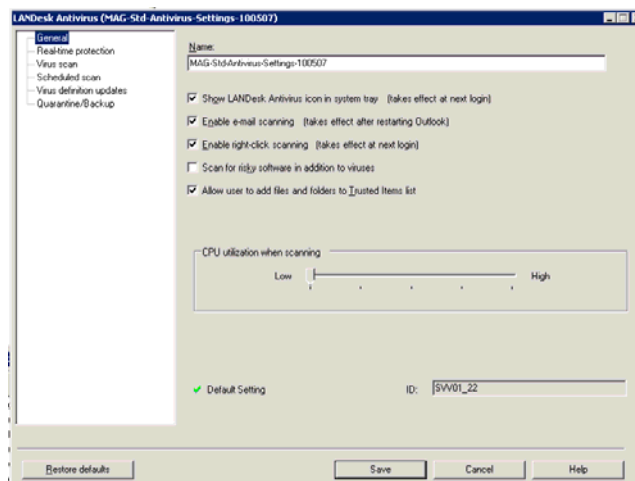 LANDesk Antivirus (MAG-Std-Antivirus-Settings-100507)
General
Real-time protection
Virus scan
Scheduled scan
Virus definition updates
Quarantine/Backup
Name:
MAG-Std-Antivirus-Settings-100507
Show LANDesk Antivirus icon in system tray (takes effect at next login)
Enable e-mail scanning (takes effect after restarting Outlook)
Enable right-click scanning (takes effect at next login)
Scan for risky software in addition to viruses
Allow user to add files and folders to Trusted Items list
CPU utilization when scanning
Low High
Default Setting ID: SVV01_22
Restore defaults Save Cancel Help